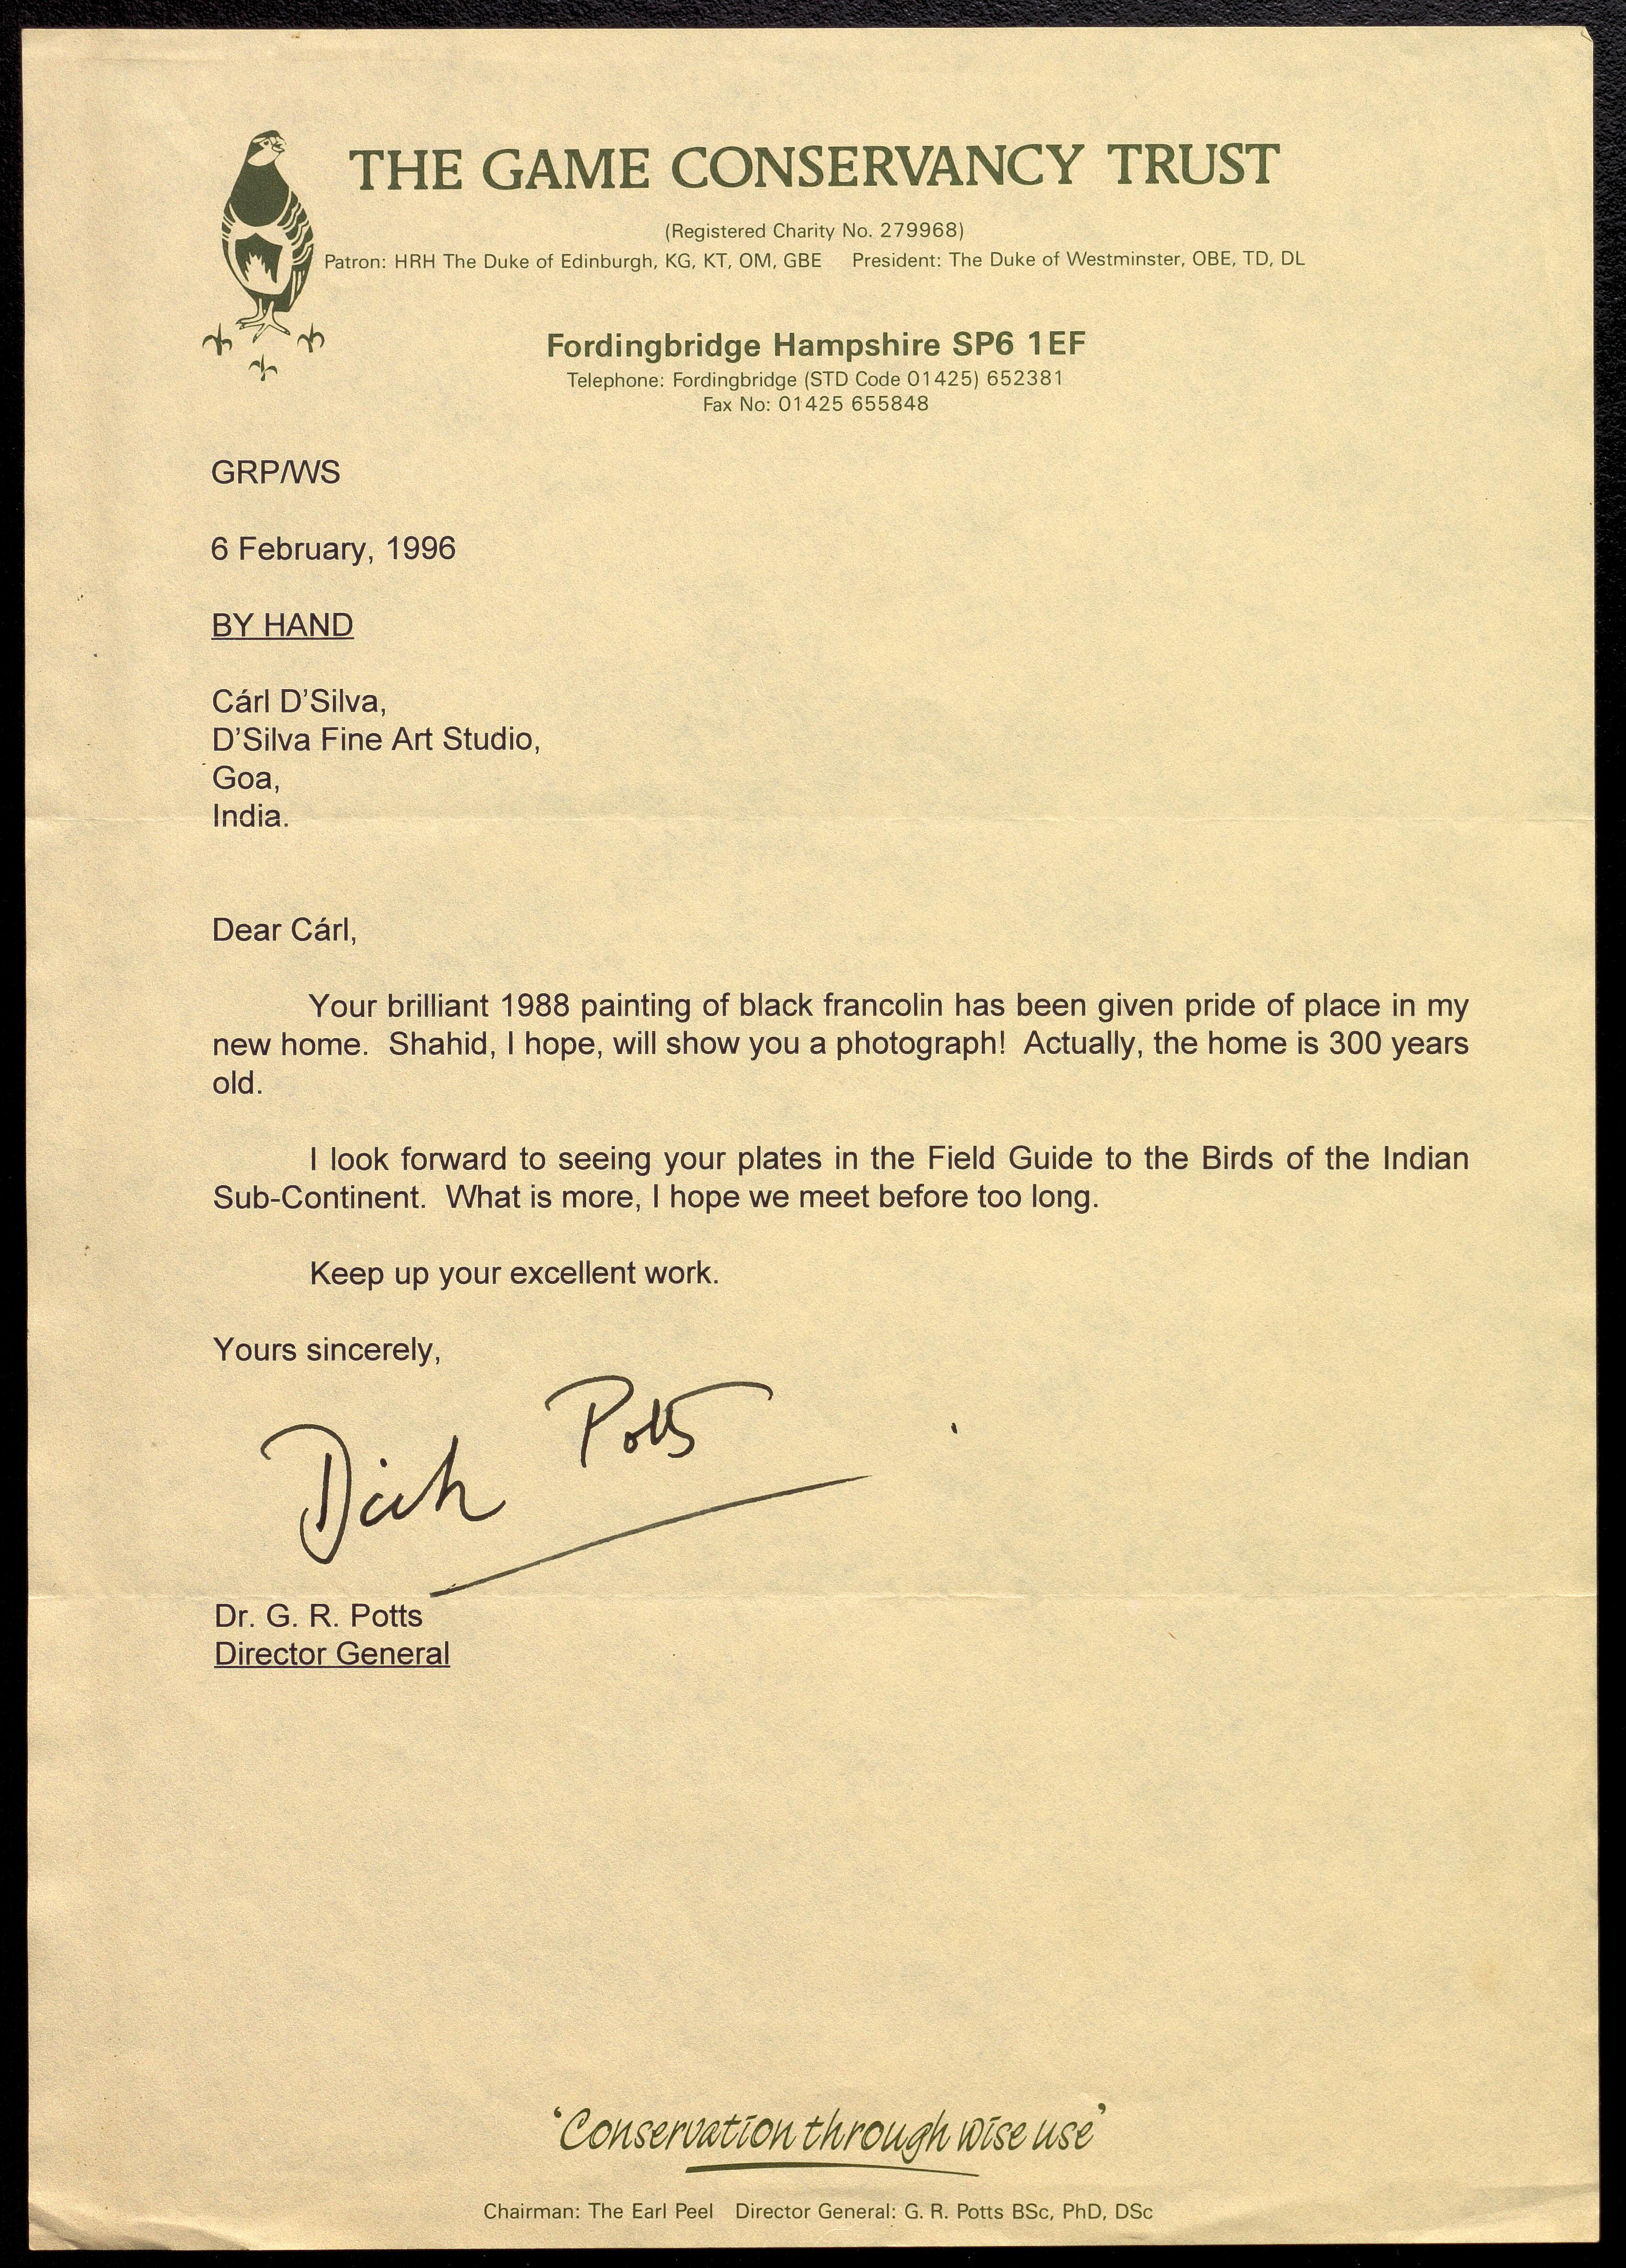 THE GAME CONSERVANCY TRUST
(Registered Charity No. 279968)
Patron: HRH The Duke of Edinburgh, KG, KT, OM, GBE President: The Duke of Westminster, OBE, TD, DL
Fordingbridge Hampshire SP6 1EF
Telephone: Fordingbridge (STD Code 01425) 652381
Fax No: 01425 655848
GRP/WS
6 February, 1996
BY HAND
Cárl D’Silva,
D’Silva Fine Art Studio,
Goa,
India.
Dear Cárl,
Your brilliant 1988 painting of black francolin has been given pride of place in my
new home. Shahid, I hope, will show you a photograph! Actually, the home is 300 years
old.
I look forward to seeing your plates in the Field Guide to the Birds of the Indian
Sub-Continent. What is more, I hope we meet before too long.
Keep up your excellent work.
Yours sincerely,
Dick Potts
Dr. G. R. Potts
Director General
‘Conservation through wise use’
Chairman: The Earl Peel Director General: G. R. Potts BSc, PhD, DSc